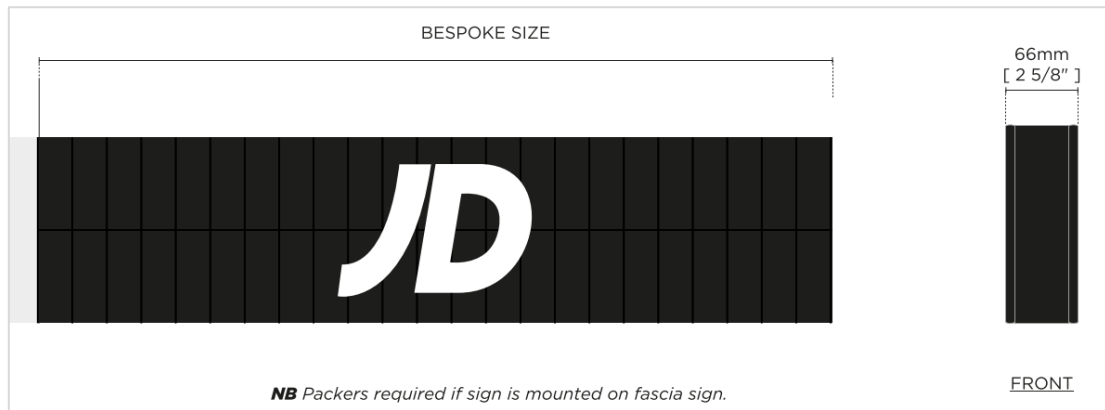 BESPOKE SIZE
66mm
[ 2 5/8" ]
JD
NB Packers required if sign is mounted on fascia sign.
FRONT